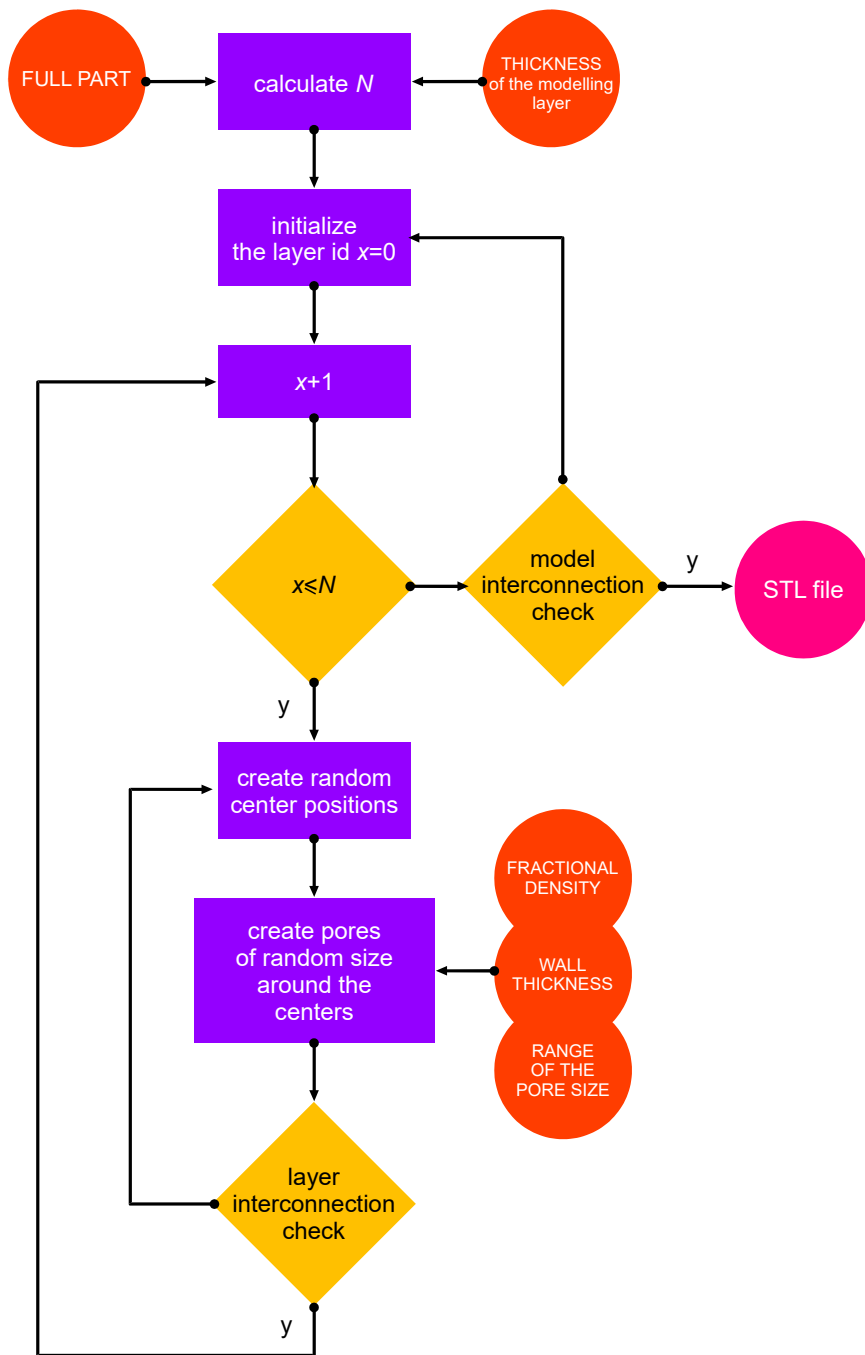 FULL PART
calculate N
THICKNESS
of the modelling
layer
initialize
the layer id x=0
x+1
x⩽N
model
interconnection
check
y
STL file
y
create random
center positions
FRACTIONAL
DENSITY
create pores
of random size
around the
centers
WALL
THICKNESS
RANGE
OF THE
PORE SIZE
layer
interconnection
check
y